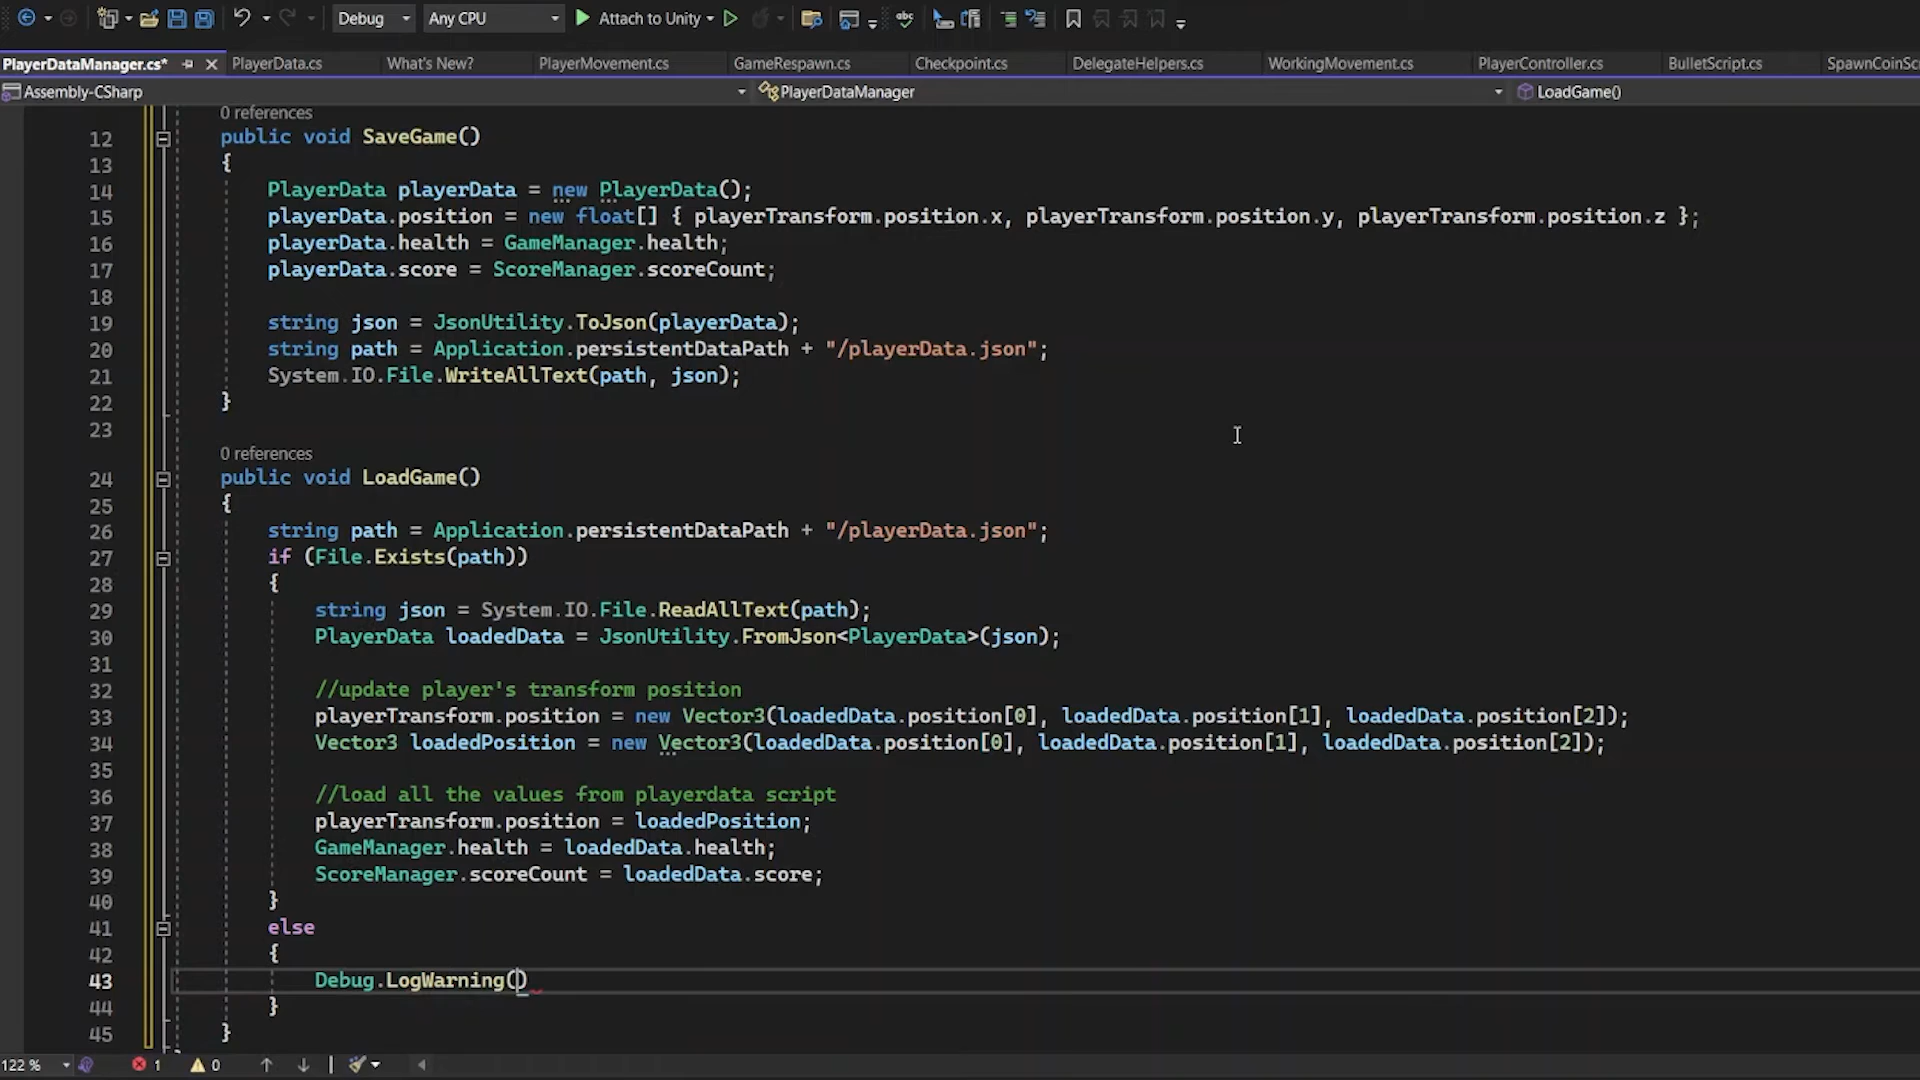 Debug Any CPU Attach to Unity
PlayerDataManager.cs* PlayerData.cs What's New? PlayerMovement.cs GameRespawn.cs Checkpoint.cs DelegateHelpers.cs WorkingMovement.cs PlayerController.cs BulletScript.cs SpawnCoinSc
Assembly-CSharp PlayerDataManager LoadGame()
0 references
12 public void SaveGame()
13 {
14 PlayerData playerData = new PlayerData();
15 playerData.position = new float[] { playerTransform.position.x, playerTransform.position.y, playerTransform.position.z };
16 playerData.health = GameManager.health;
17 playerData.score = ScoreManager.scoreCount;
18
19 string json = JsonUtility.ToJson(playerData);
20 string path = Application.persistentDataPath + "/playerData.json";
21 System.IO.File.WriteAllText(path, json);
22 }
23
0 references
24 public void LoadGame()
25 {
26 string path = Application.persistentDataPath + "/playerData.json";
27 if (File.Exists(path))
28 {
29 string json = System.IO.File.ReadAllText(path);
30 PlayerData loadedData = JsonUtility.FromJson<PlayerData>(json);
31
32 //update player's transform position
33 playerTransform.position = new Vector3(loadedData.position[0], loadedData.position[1], loadedData.position[2]);
34 Vector3 loadedPosition = new Vector3(loadedData.position[0], loadedData.position[1], loadedData.position[2]);
35
36 //load all the values from playerdata script
37 playerTransform.position = loadedPosition;
38 GameManager.health = loadedData.health;
39 ScoreManager.scoreCount = loadedData.score;
40 }
41 else
42 {
43 Debug.LogWarning()
44 }
45 }
122 % 1 0